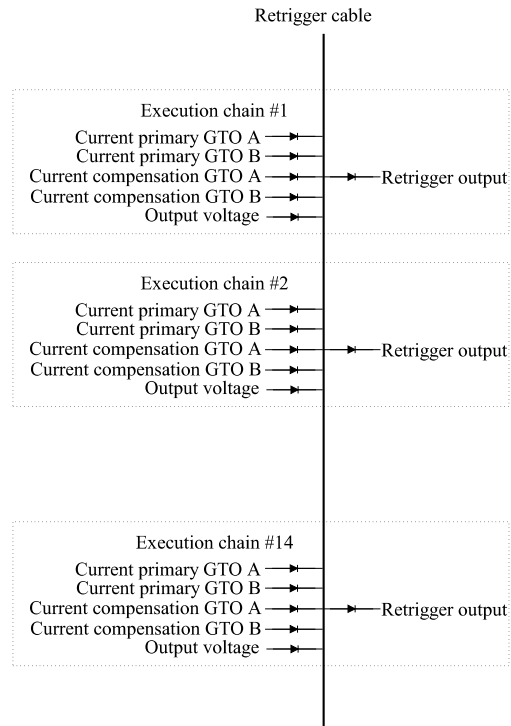 Retrigger cable
Execution chain #1
Current primary GTO A
Current primary GTO B
Current compensation GTO A
Retrigger output
Current compensation GTO B
Output voltage
Execution chain #2
Current primary GTO A
Current primary GTO B
Current compensation GTO A
Retrigger output
Current compensation GTO B
Output voltage
Execution chain #14
Current primary GTO A
Current primary GTO B
Current compensation GTO A
Retrigger output
Current compensation GTO B
Output voltage